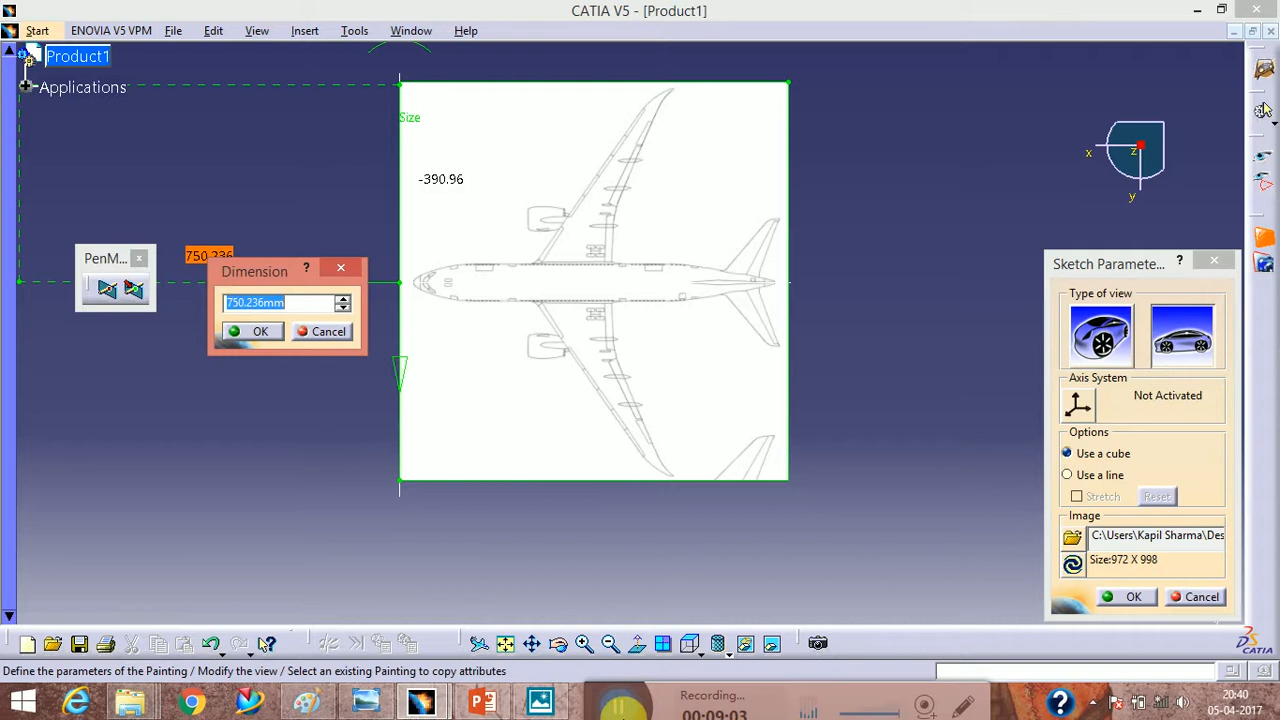 CATIA V5 - [Product1]
Start
ENOVIA V5 VPM
File
Edit
View
Insert
Tools
Window
Help
Product1
Applications
Size
-390.96
x
z
y
PenM...
x
750.236
Dimension
?
750.236mm
OK
Cancel
Sketch Paramete...
?
Type of view
Axis System
Not Activated
Options
Use a cube
Use a line
Stretch
Reset
Image
C:\Users\Kapil Sharma\Des
Size:972 X 998
OK
Cancel
CATIA
Define the parameters of the Painting / Modify the view / Select an existing Painting to copy attributes
Recording...
00:09:03
20:40
05-04-2017